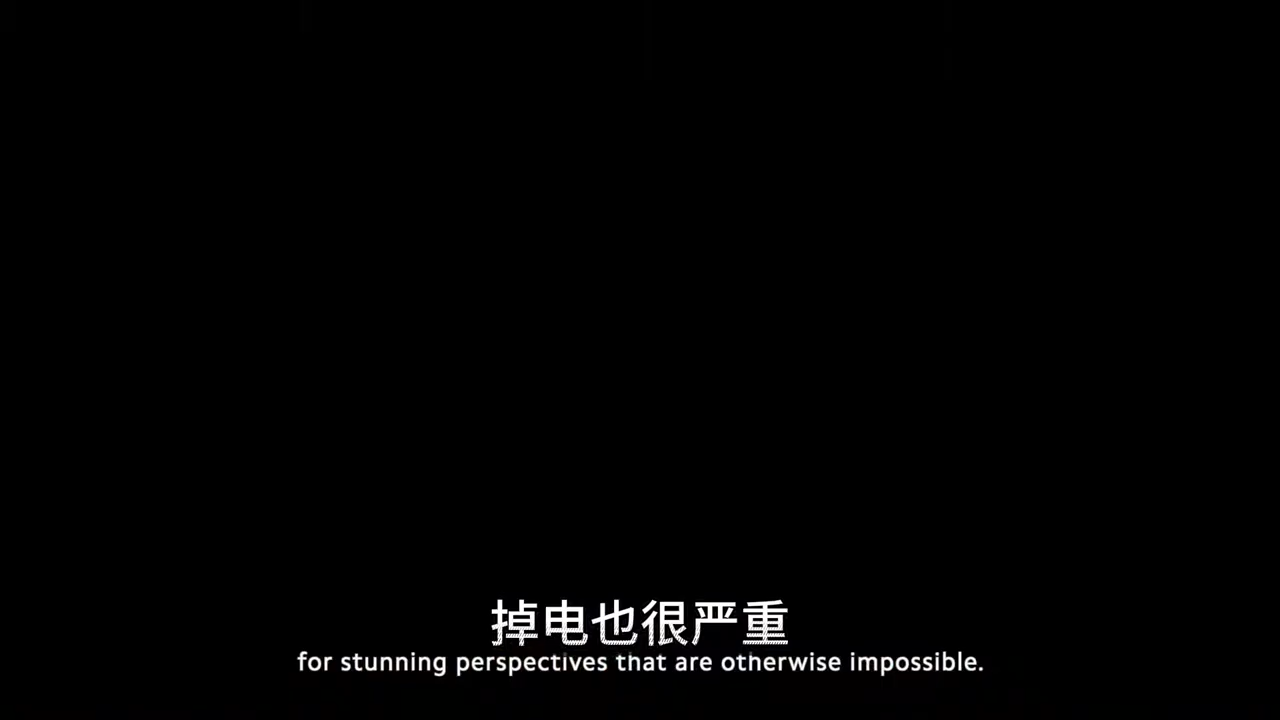 掉电也很严重
for stunning perspectives that are otherwise impossible.